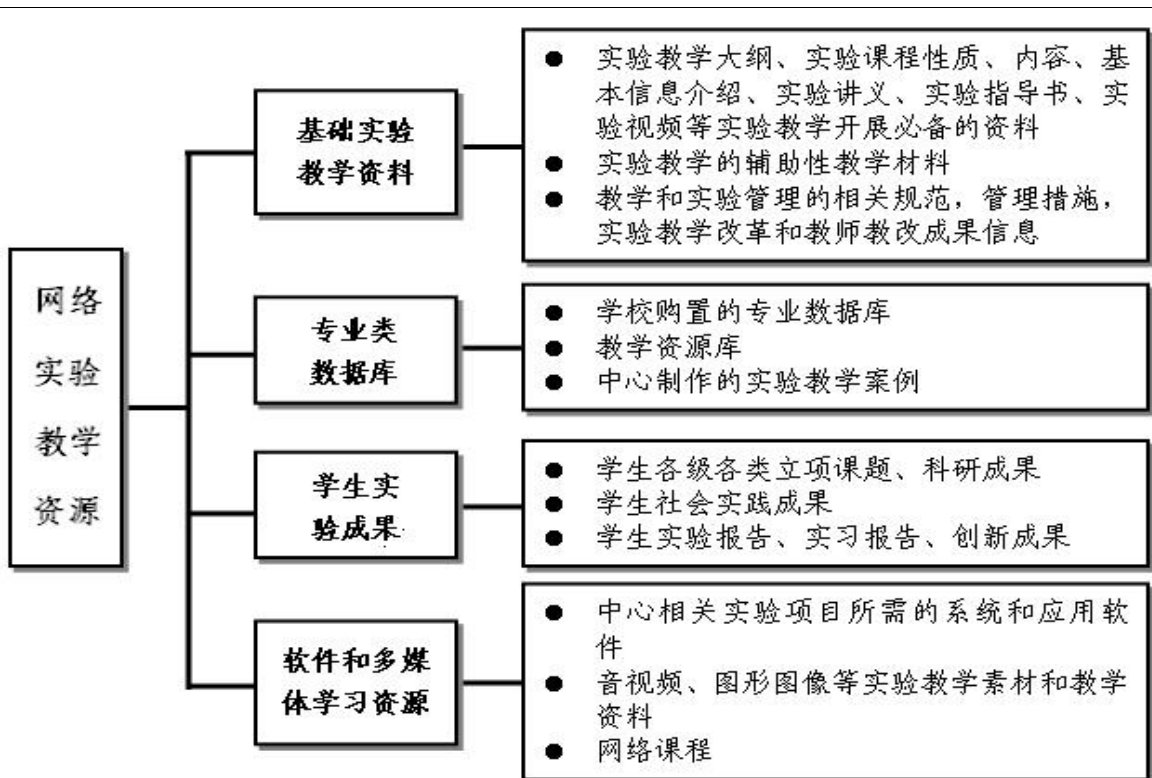 网络
实验
教学
资源
基础实验
教学资料
● 实验教学大纲、实验课程性质、内容、基
本信息介绍、实验讲义、实验指导书、实
验视频等实验教学开展必备的资料
● 实验教学的辅助性教学材料
● 教学和实验管理的相关规范，管理措施，
实验教学改革和教师教改成果信息
专业类
数据库
● 学校购置的专业数据库
● 教学资源库
● 中心制作的实验教学案例
学生实
验成果
● 学生各级各类立项课题、科研成果
● 学生社会实践成果
● 学生实验报告、实习报告、创新成果
软件和多媒
体学习资源
● 中心相关实验项目所需的系统和应用软
件
● 音视频、图形图像等实验教学素材和教学
资料
● 网络课程